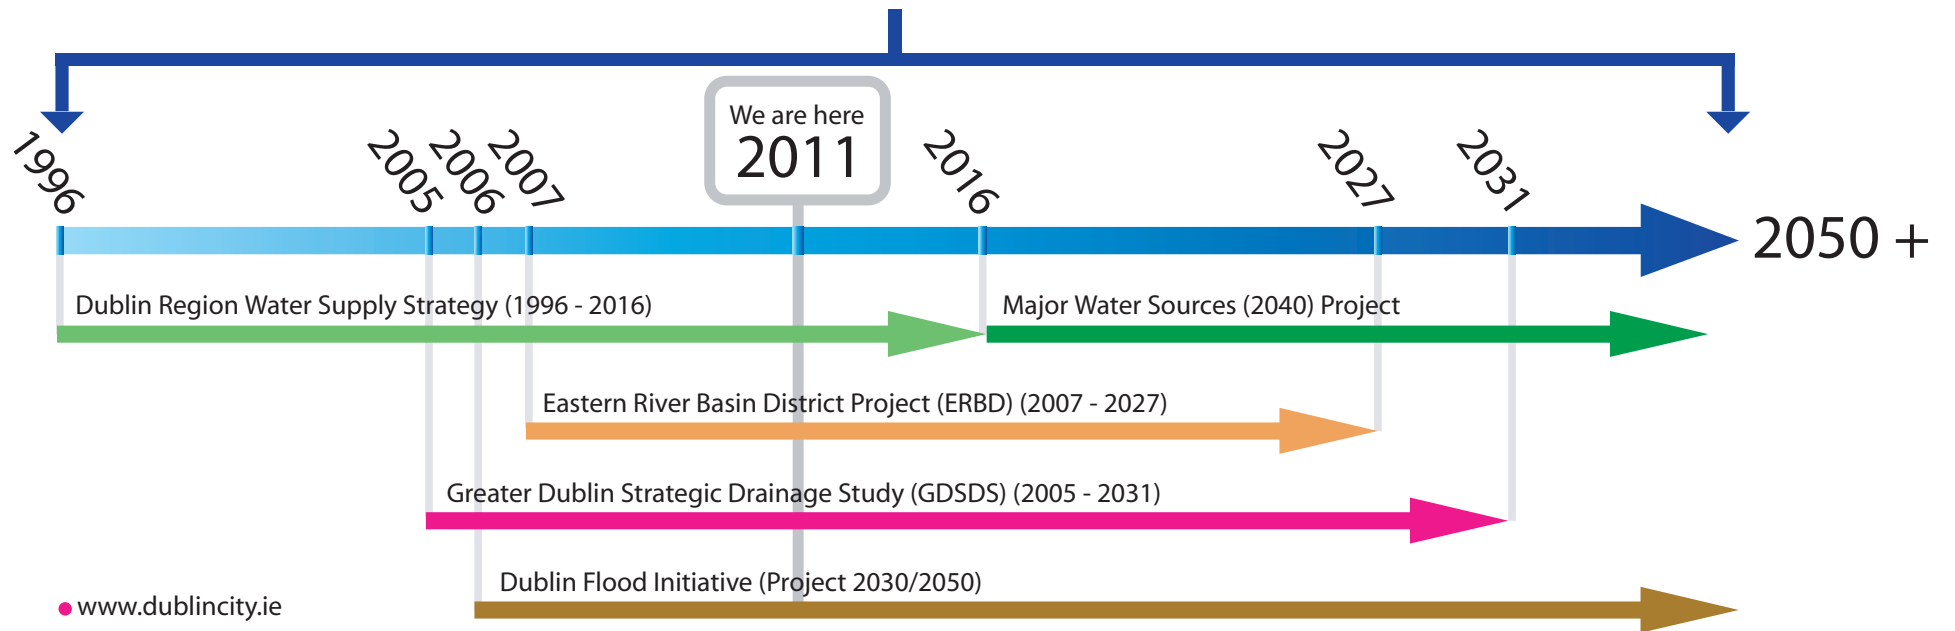 We are here
2011
1996
2005
2006
2007
2016
2027
2031
2050 +
Dublin Region Water Supply Strategy (1996 - 2016)
Major Water Sources (2040) Project
Eastern River Basin District Project (ERBD) (2007 - 2027)
Greater Dublin Strategic Drainage Study (GDSDS) (2005 - 2031)
Dublin Flood Initiative (Project 2030/2050)
www.dublincity.ie